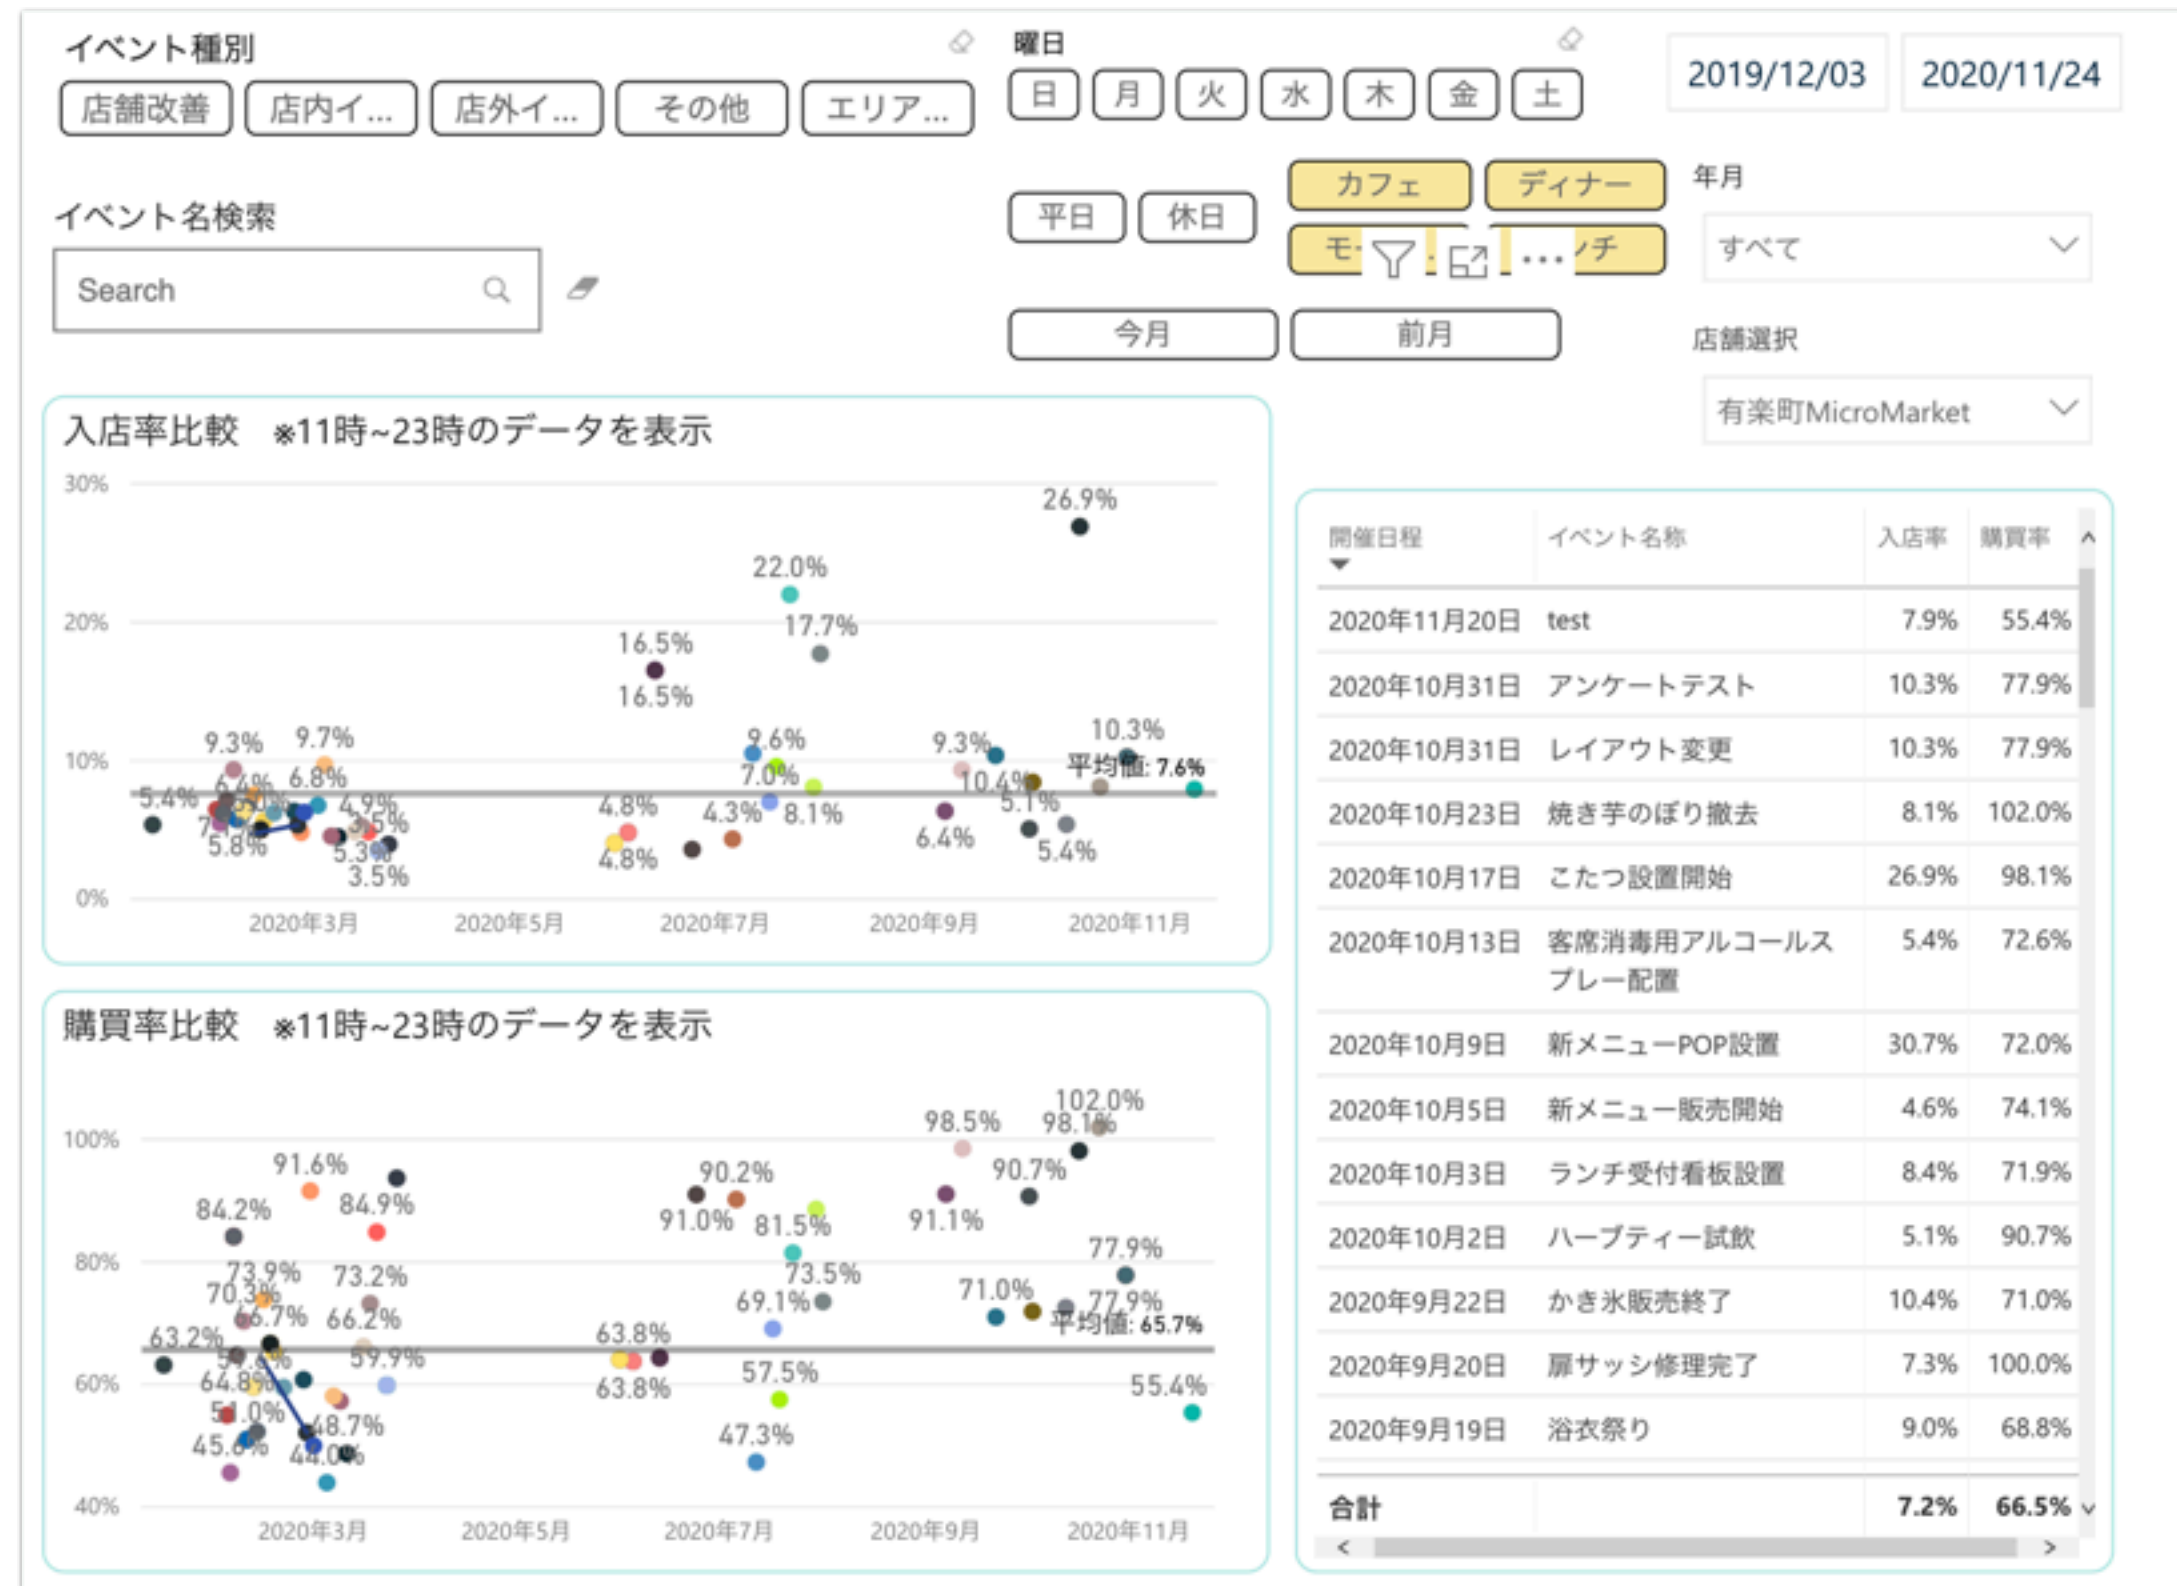 イベント種別
店舗改善 店内イ... 店外イ... その他 エリア...
曜日
日 月 火 水 木 金 土
2019/12/03 2020/11/24
イベント名検索
Search
平日 休日
カフェ ディナー
今月 前月
年月
すべて
店舗選択
有楽町MicroMarket
入店率比較 ※11時~23時のデータを表示
30%
20%
10%
0%
26.9%
22.0%
17.7%
16.5%
16.5%
9.3% 9.7% 9.6% 9.3% 10.3%
平均値: 7.6%
6.4% 6.8% 7.0% 10.4%
5.4% 4.9% 4.8% 4.3% 8.1% 5.1%
5.8% 5.3% 4.8% 6.4% 5.4%
3.5%
3.5%
2020年3月 2020年5月 2020年7月 2020年9月 2020年11月
購買率比較 ※11時~23時のデータを表示
100%
80%
60%
40%
102.0%
98.5% 98.1%
91.6% 90.2% 90.7%
84.2% 84.9% 91.0% 81.5% 91.1%
73.9% 73.2% 73.5% 77.9%
70.3% 66.7% 66.2% 69.1% 71.0% 77.9%
平均値: 65.7%
63.2% 59.9% 63.8%
64.8% 63.8% 57.5% 55.4%
51.0% 48.7% 47.3%
44.0%
2020年3月 2020年5月 2020年7月 2020年9月 2020年11月
開催日程 イベント名称 入店率 購買率
2020年11月20日 test 7.9% 55.4%
2020年10月31日 アンケートテスト 10.3% 77.9%
2020年10月31日 レイアウト変更 10.3% 77.9%
2020年10月23日 焼き芋のぼり撤去 8.1% 102.0%
2020年10月17日 こたつ設置開始 26.9% 98.1%
2020年10月13日 客席消毒用アルコールス 5.4% 72.6%
プレー配置
2020年10月9日 新メニューPOP設置 30.7% 72.0%
2020年10月5日 新メニュー販売開始 4.6% 74.1%
2020年10月3日 ランチ受付看板設置 8.4% 71.9%
2020年10月2日 ハーブティー試飲 5.1% 90.7%
2020年9月22日 かき氷販売終了 10.4% 71.0%
2020年9月20日 扉サッシ修理完了 7.3% 100.0%
2020年9月19日 浴衣祭り 9.0% 68.8%
合計 7.2% 66.5%